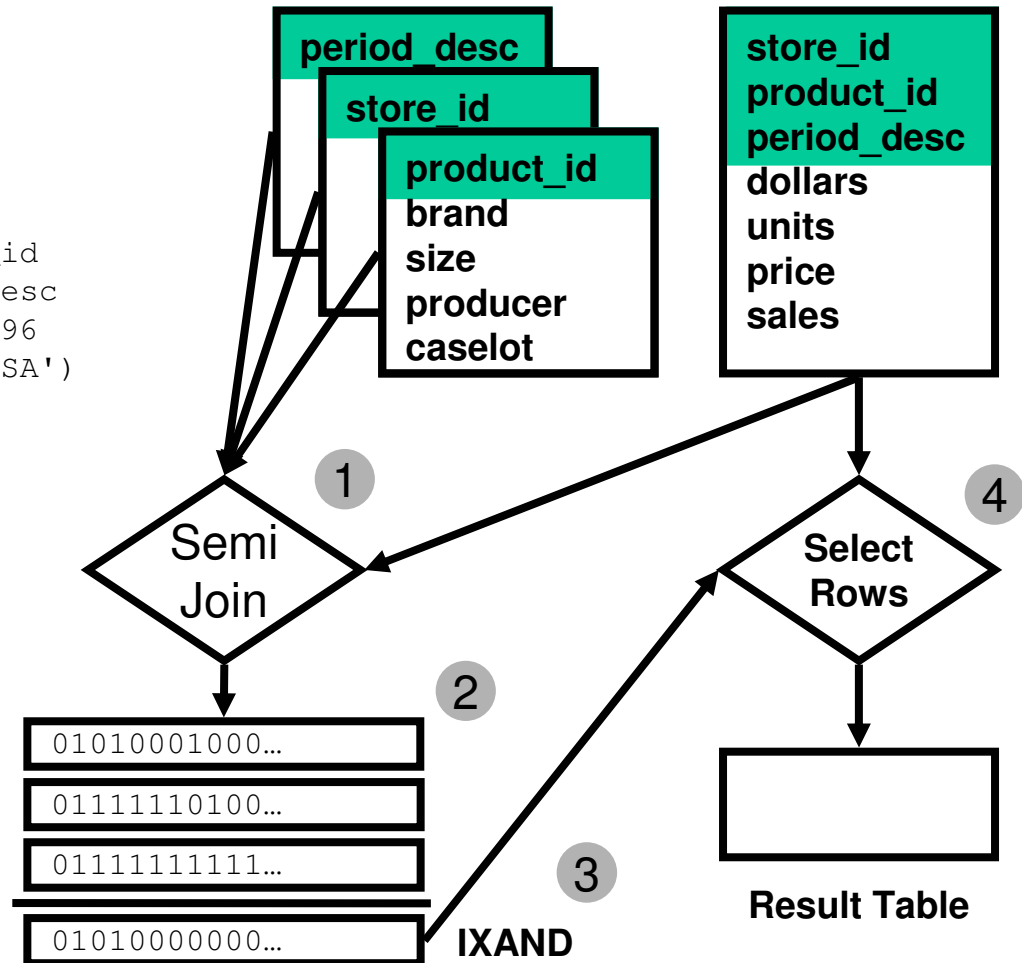 period_desc
store_id
product_id
brand
size
producer
caselot
store_id
product_id
period_desc
dollars
units
price
sales
id
esc
96
SA')
1
Semi
Join
4
Select
Rows
2
01010001000…
01111110100…
01111111111…
3
01010000000…
IXAND
Result Table